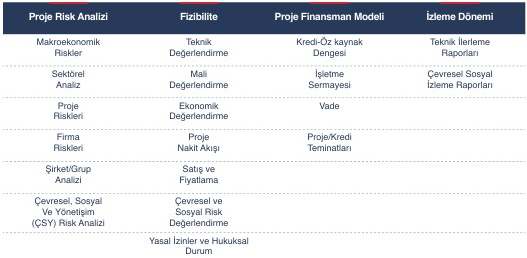 Proje Risk Analizi
Fizibilite
Proje Finansman Modeli
İzleme Dönemi
Makroekonomik
Riskler
Teknik
Değerlendirme
Kredi-Öz kaynak
Dengesi
Teknik İlerleme
Raporları
Sektörel
Analiz
Mali
Değerlendirme
İşletme
Sermayesi
Çevresel Sosyal
İzleme Raporları
Proje
Riskleri
Ekonomik
Değerlendirme
Vade
Firma
Riskleri
Proje
Nakit Akışı
Proje/Kredi
Teminatları
Şirket/Grup
Analizi
Satış ve
Fiyatlama
Çevresel, Sosyal
Ve Yönetişim
(ÇSY) Risk Analizi
Çevresel ve
Sosyal Risk
Değerlendirme
Yasal İzinler ve Hukuksal
Durum